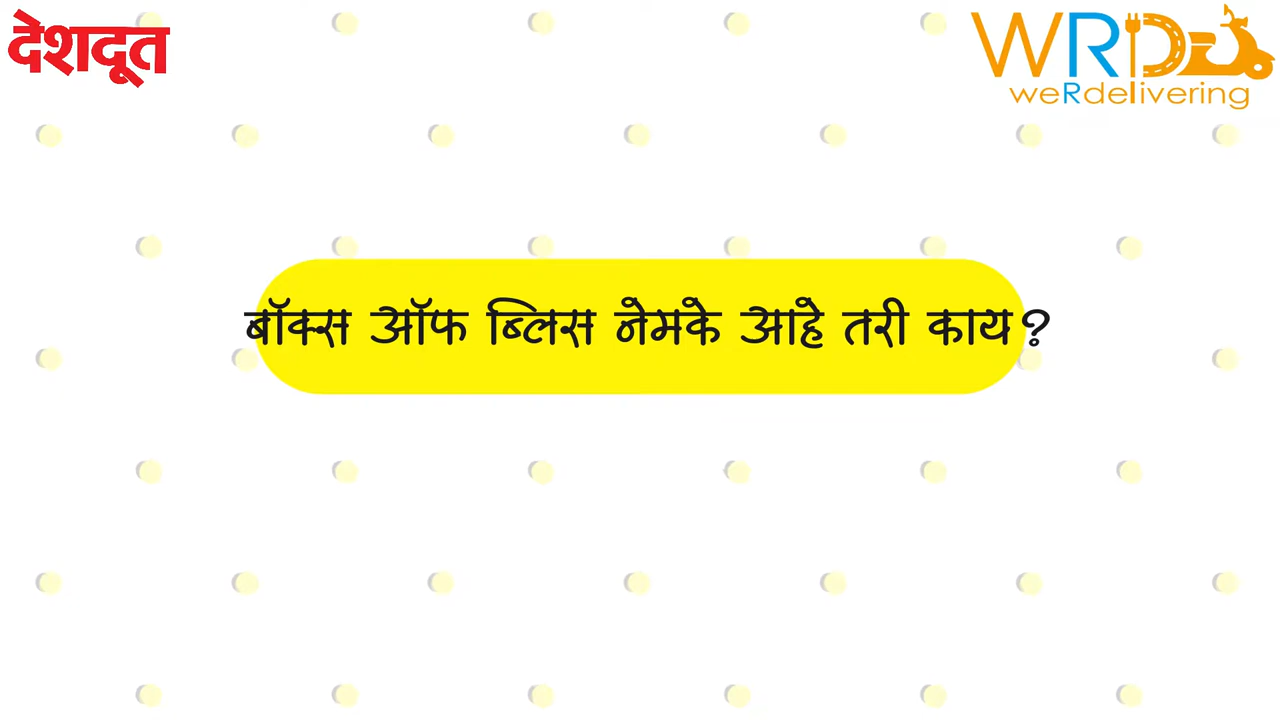 देशदूत
WRD
weRdelivering
बॉक्स ऑफ ब्लिस नेमके आहे तरी काय?